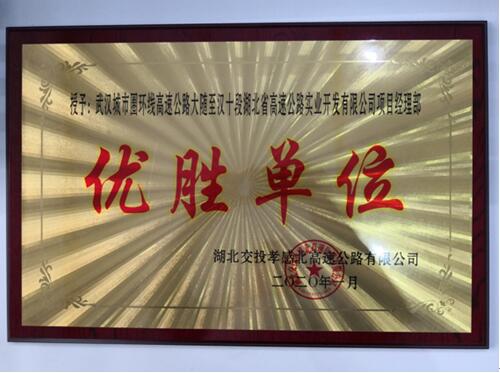 授予：武汉城市圈环线高速公路大随至汉十段湖北省高速公路实业开发有限公司项目经理部
优胜单位
湖北交投孝感北高速公路有限公司
二〇二〇年一月